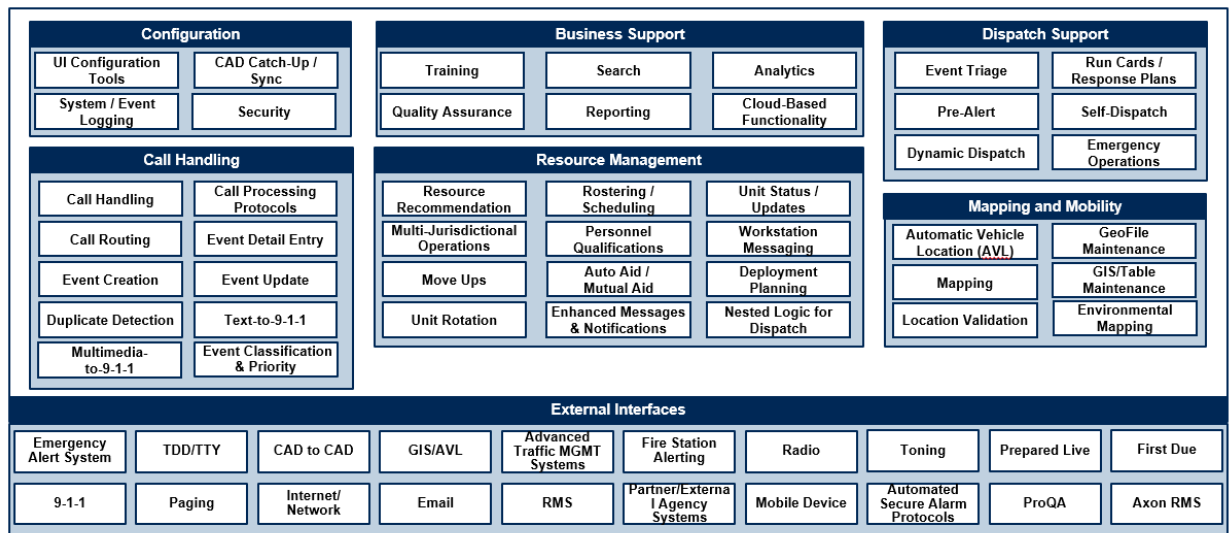 Configuration
UI Configuration
Tools
CAD Catch-Up /
Sync
System / Event
Logging
Security
Business Support
Training
Search
Analytics
Quality Assurance
Reporting
Cloud-Based
Functionality
Dispatch Support
Event Triage
Run Cards /
Response Plans
Pre-Alert
Self-Dispatch
Dynamic Dispatch
Emergency
Operations
Call Handling
Call Handling
Call Processing
Protocols
Call Routing
Event Detail Entry
Event Creation
Event Update
Duplicate Detection
Text-to-9-1-1
Multimedia-
to-9-1-1
Event Classification
& Priority
Resource Management
Resource
Recommendation
Rostering /
Scheduling
Unit Status /
Updates
Multi-Jurisdictional
Operations
Personnel
Qualifications
Workstation
Messaging
Move Ups
Auto Aid /
Mutual Aid
Deployment
Planning
Unit Rotation
Enhanced Messages
& Notifications
Nested Logic for
Dispatch
Mapping and Mobility
Automatic Vehicle
Location (AVL)
GeoFile
Maintenance
Mapping
GIS/Table
Maintenance
Location Validation
Environmental
Mapping
External Interfaces
Emergency
Alert System
TDD/TTY
CAD to CAD
GIS/AVL
Advanced
Traffic MGMT
Systems
Fire Station
Alerting
Radio
Toning
Prepared Live
First Due
9-1-1
Paging
Internet/
Network
Email
RMS
Partner/Externa
l Agency
Systems
Mobile Device
Automated
Secure Alarm
Protocols
ProQA
Axon RMS